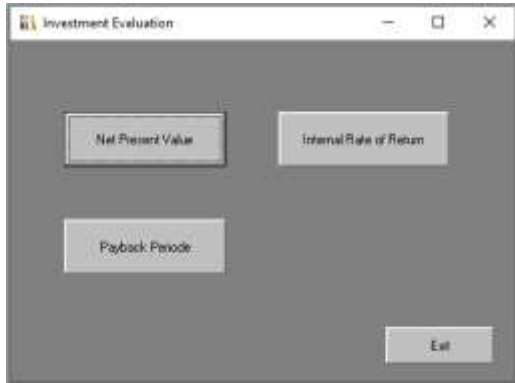 Investment Evaluation
Net Present Value
Internal Rate of Return
Payback Periode
Exit